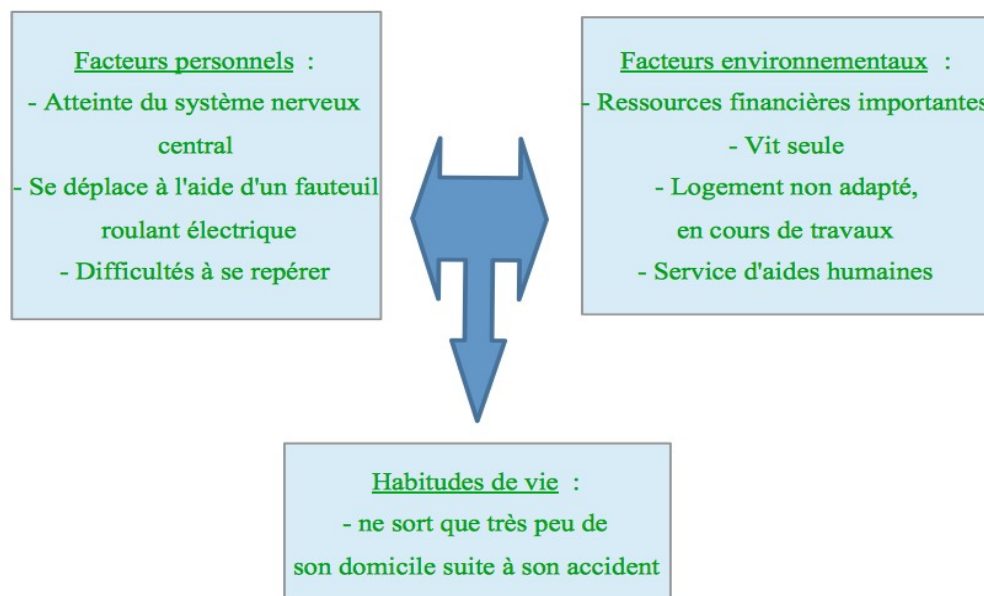 Facteurs personnels :
- Atteinte du système nerveux
central
- Se déplace à l'aide d'un fauteuil
roulant électrique
- Difficultés à se repérer
Facteurs environnementaux :
- Ressources financières importantes
- Vit seule
- Logement non adapté,
en cours de travaux
- Service d'aides humaines
Habitudes de vie :
- ne sort que très peu de
son domicile suite à son accident